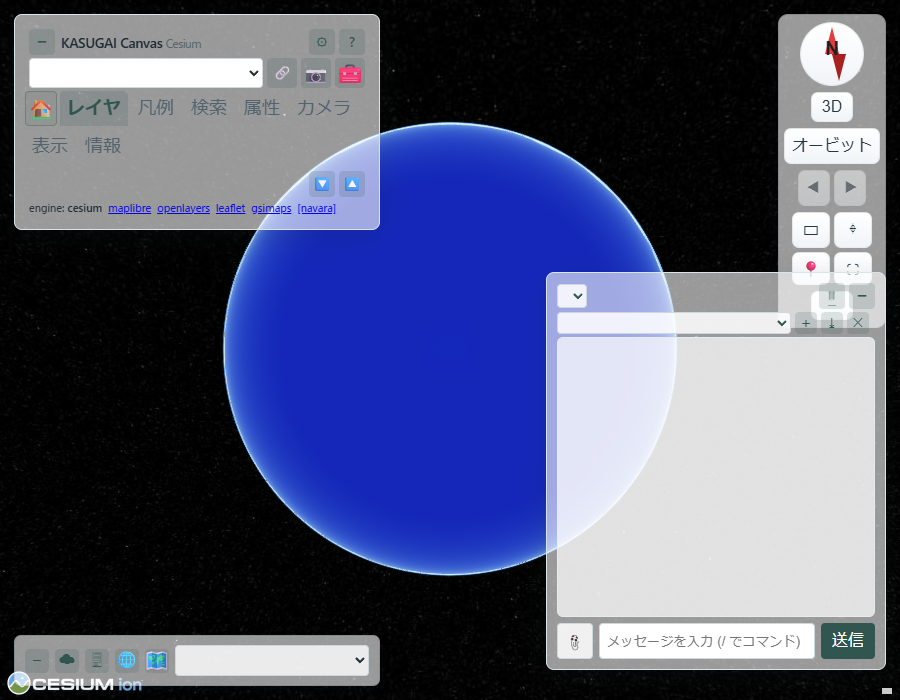 KASUGAI Canvas Cesium
?
レイヤ 凡例 検索 属性 カメラ
表示 情報
engine: cesium maplibre openlayers leaflet gsimaps [navara]
N
3D
オービット
メッセージを入力 (/ でコマンド)
送信
CESIUM ion